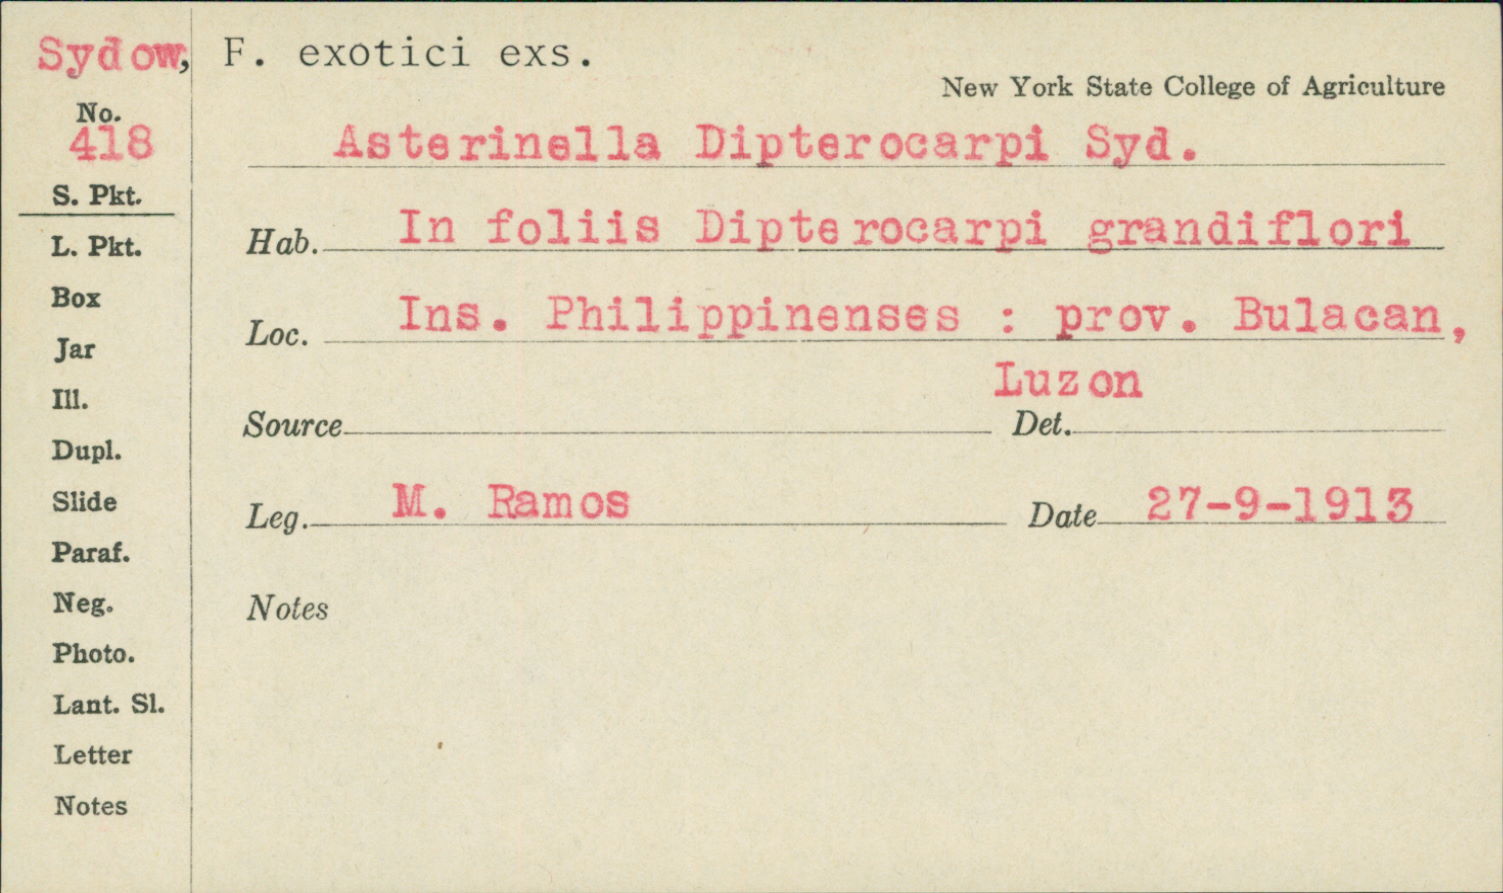 Sydow, F. exotici exs.
New York State College of Agriculture
No.
418
Asterinella Dipterocarpi Syd.
S. Pkt.
Hab. In foliis Dipterocarpi grandiflori
L. Pkt.
Box
Loc. Ins. Philippinenses : prov. Bulacan,
Jar
Luzon
Ill.
Source Det.
Dupl.
Slide
Leg. M. Ramos Date 27-9-1913
Paraf.
Neg.
Notes
Photo.
Lant. Sl.
Letter
Notes